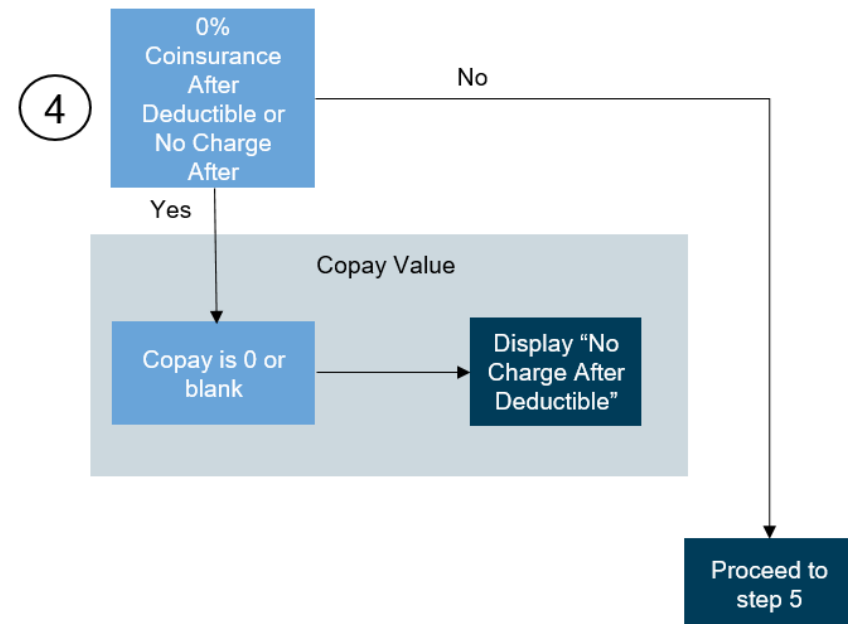 4
0%
Coinsurance
After
Deductible or
No Charge
After
No
Yes
Copay Value
Copay is 0 or
blank
Display “No
Charge After
Deductible”
Proceed to
step 5